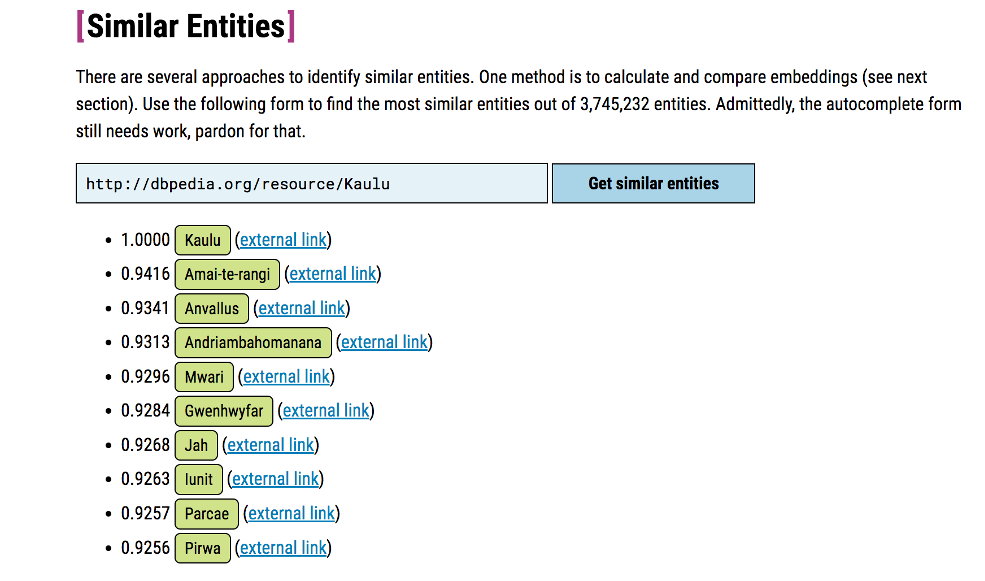 [Similar Entities]
There are several approaches to identify similar entities. One method is to calculate and compare embeddings (see next
section). Use the following form to find the most similar entities out of 3,745,232 entities. Admittedly, the autocomplete form
still needs work, pardon for that.
http://dbpedia.org/resource/Kaulu Get similar entities
• 1.0000 Kaulu (external link)
• 0.9416 Amai-te-rangi (external link)
• 0.9341 Anvallus (external link)
• 0.9313 Andriambahomanana (external link)
• 0.9296 Mwari (external link)
• 0.9284 Gwenhwyfar (external link)
• 0.9268 Jah (external link)
• 0.9263 Iunit (external link)
• 0.9257 Parcae (external link)
• 0.9256 Pirwa (external link)